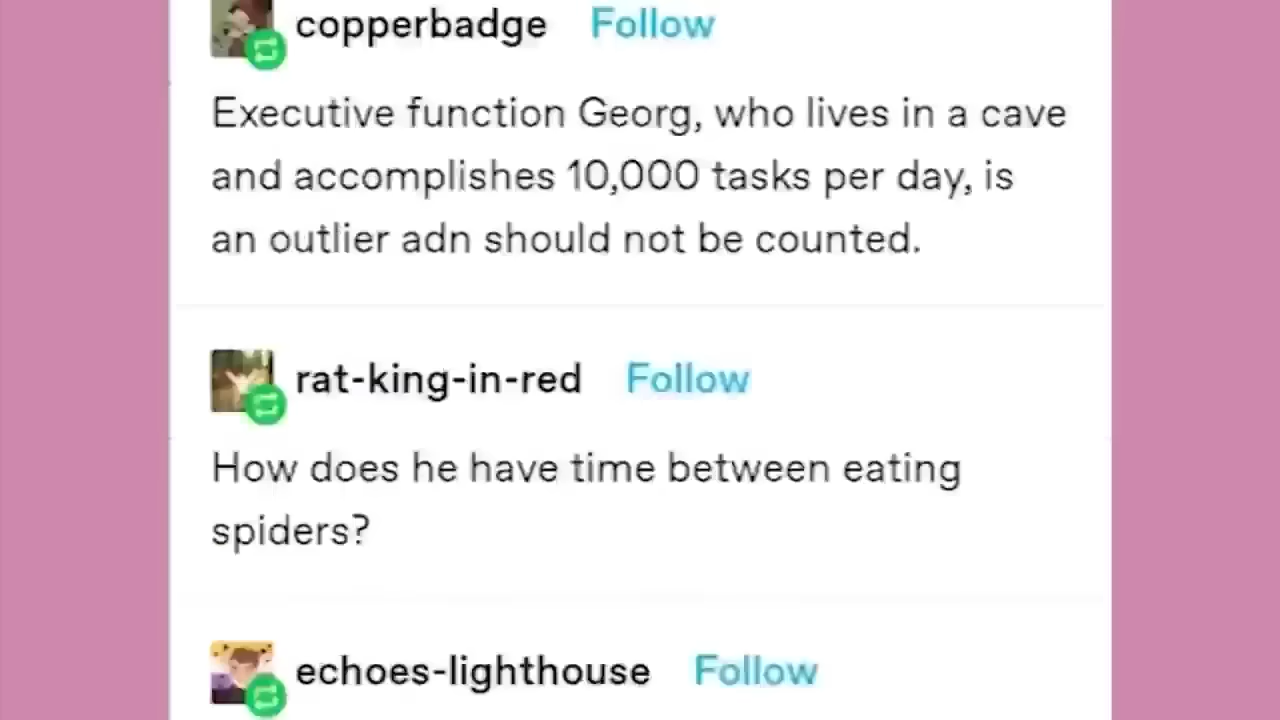 copperbadge Follow
Executive function Georg, who lives in a cave
and accomplishes 10,000 tasks per day, is
an outlier adn should not be counted.
rat-king-in-red Follow
How does he have time between eating
spiders?
echoes-lighthouse Follow